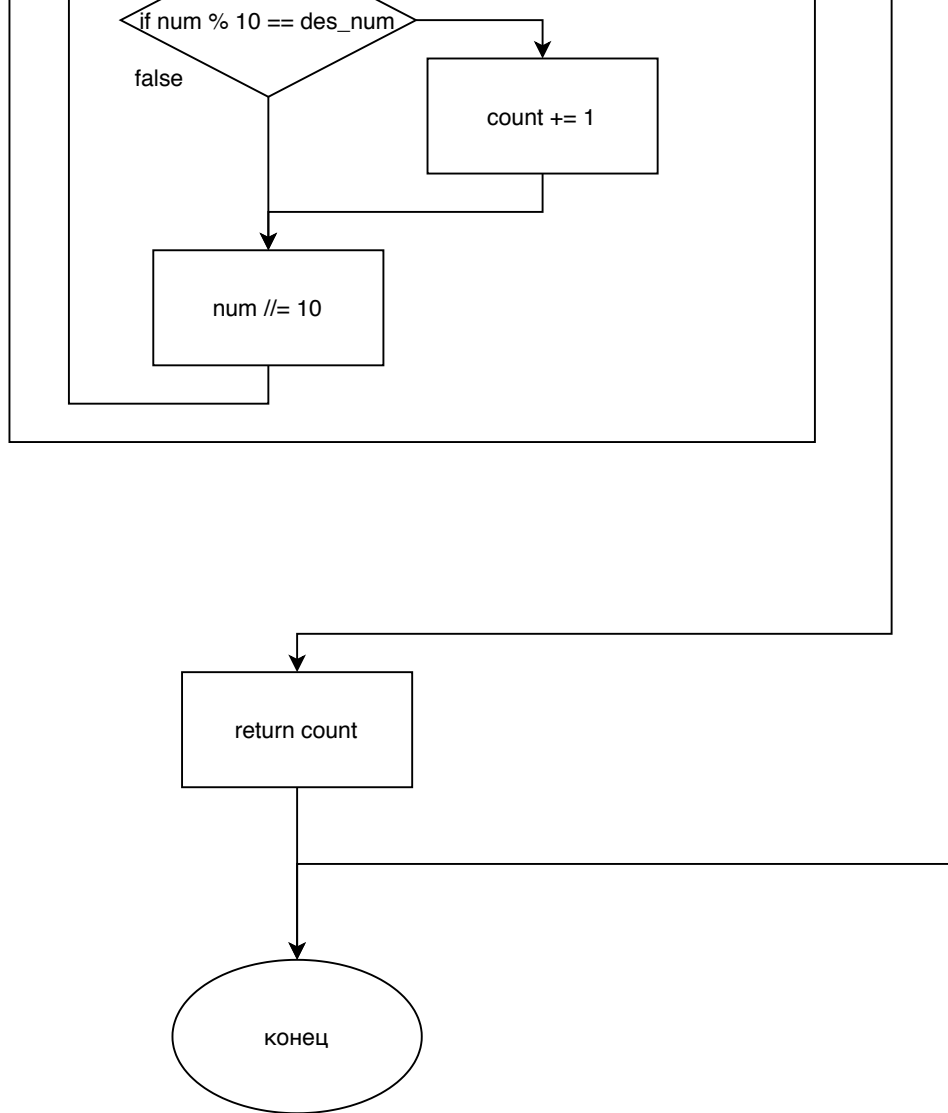 if num % 10 == des_num
false
count += 1
num //= 10
return count
конец